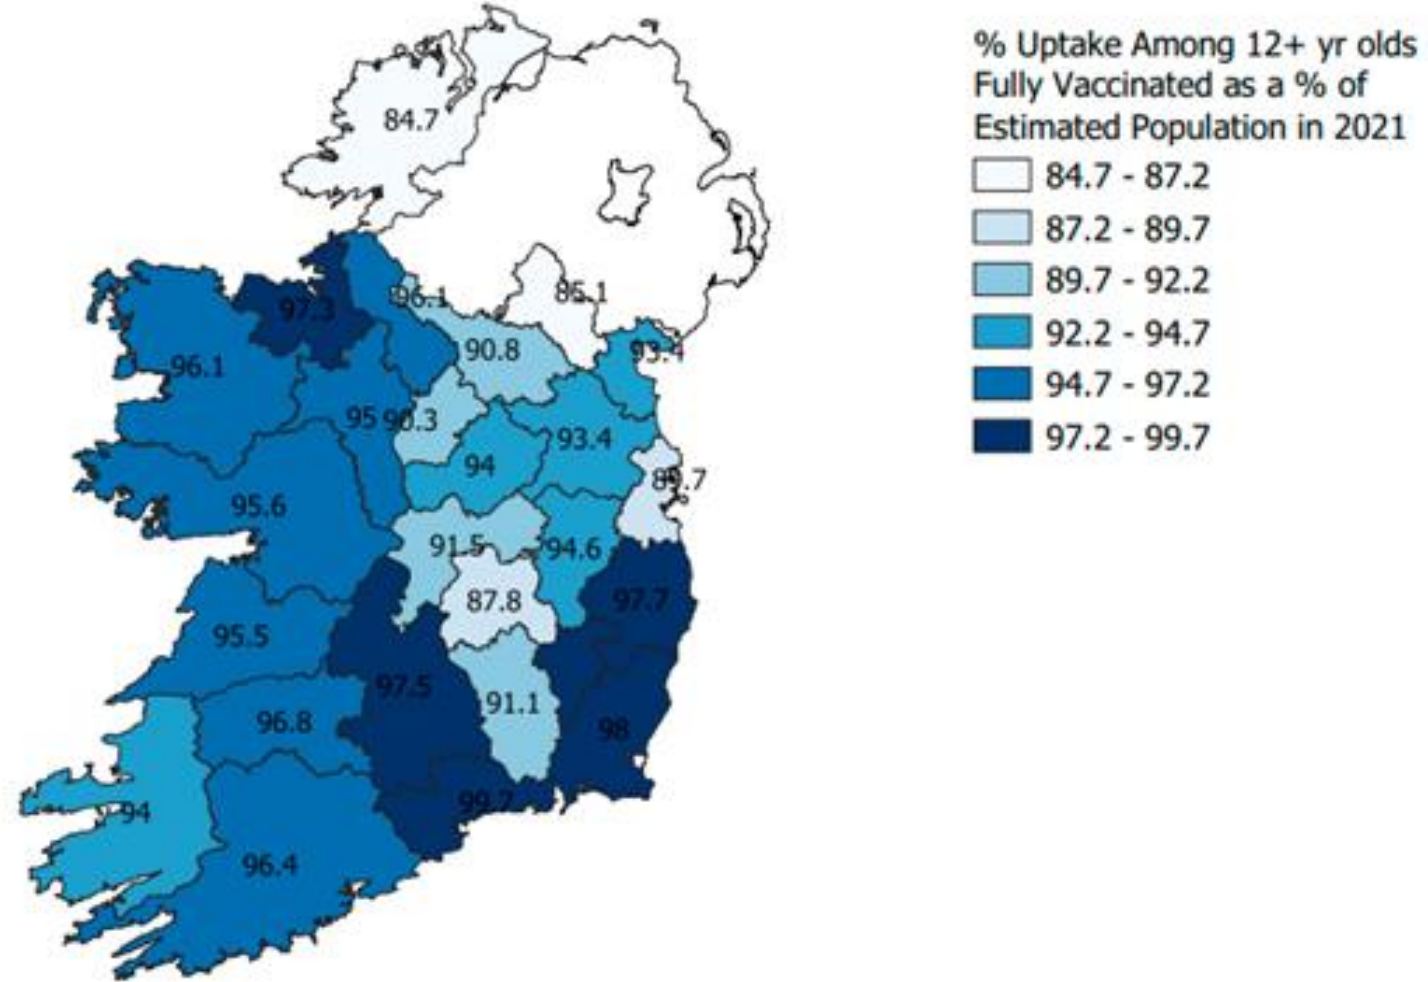 % Uptake Among 12+ yr olds
Fully Vaccinated as a % of
Estimated Population in 2021
84.7 - 87.2
87.2 - 89.7
89.7 - 92.2
92.2 - 94.7
94.7 - 97.2
97.2 - 99.7
84.7
97.3
96.1
85.1
96.1
90.8
93.4
95
90.3
93.4
94
95.6
89.7
91.5
94.6
87.8
97.7
95.5
97.5
91.1
96.8
98
94
99.7
96.4